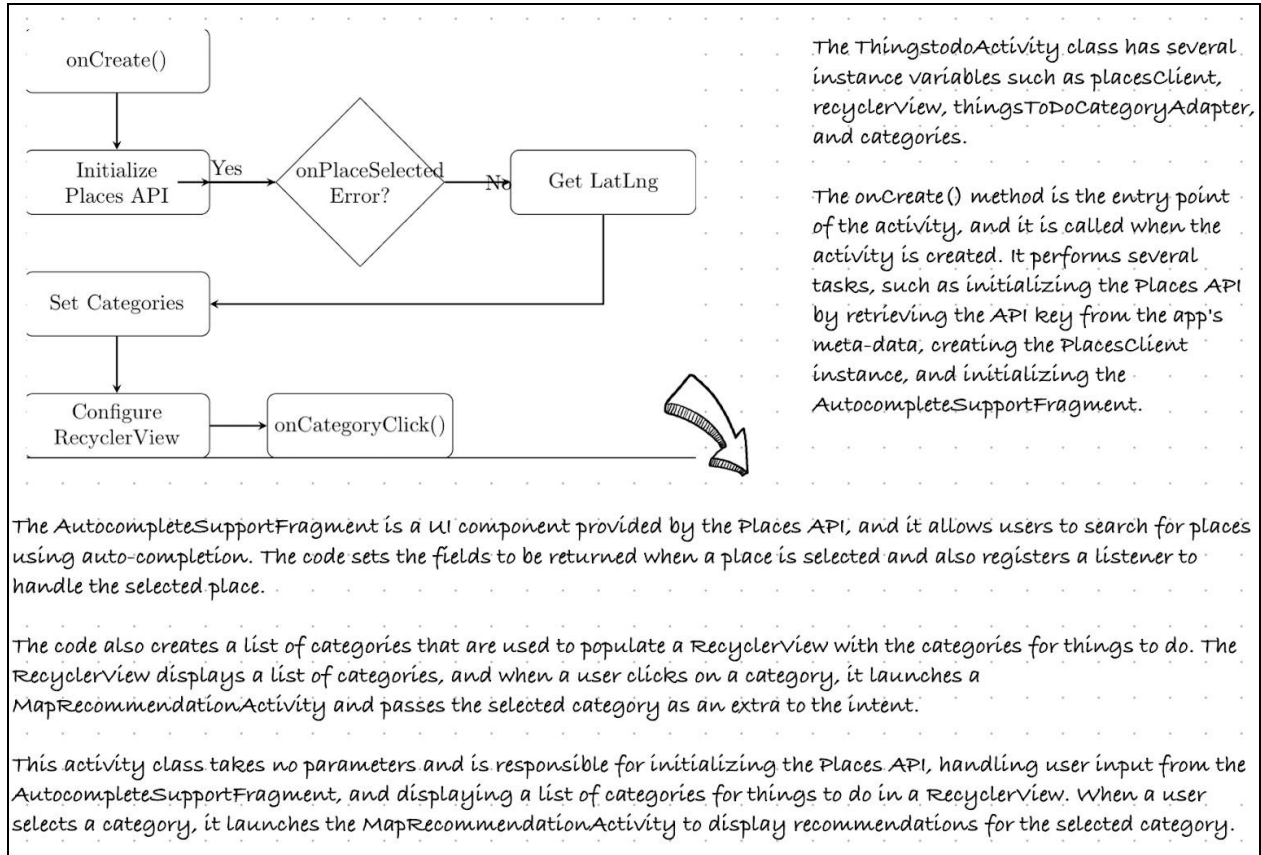 onCreate()
Initialize
Places API
Yes
onPlaceSelected
Error?
No
Get LatLng
Set Categories
Configure
RecyclerView
onCategoryClick()
The ThingstodoActivity class has several
instance variables such as placesClient,
recyclerView, thingsToDoCategoryAdapter,
and categories.
The onCreate() method is the entry point
of the activity, and it is called when the
activity is created. It performs several
tasks, such as initializing the Places API
by retrieving the API key from the app's
meta-data, creating the PlacesClient
instance, and initializing the
AutocompleteSupportFragment.
The AutocompleteSupportFragment is a UI component provided by the Places API, and it allows users to search for places
using auto-completion. The code sets the fields to be returned when a place is selected and also registers a listener to
handle the selected place.
The code also creates a list of categories that are used to populate a RecyclerView with the categories for things to do. The
RecyclerView displays a list of categories, and when a user clicks on a category, it launches a
MapRecommendationActivity and passes the selected category as an extra to the intent.
This activity class takes no parameters and is responsible for initializing the Places API, handling user input from the
AutocompleteSupportFragment, and displaying a list of categories for things to do in a RecyclerView. When a user
selects a category, it launches the MapRecommendationActivity to display recommendations for the selected category.